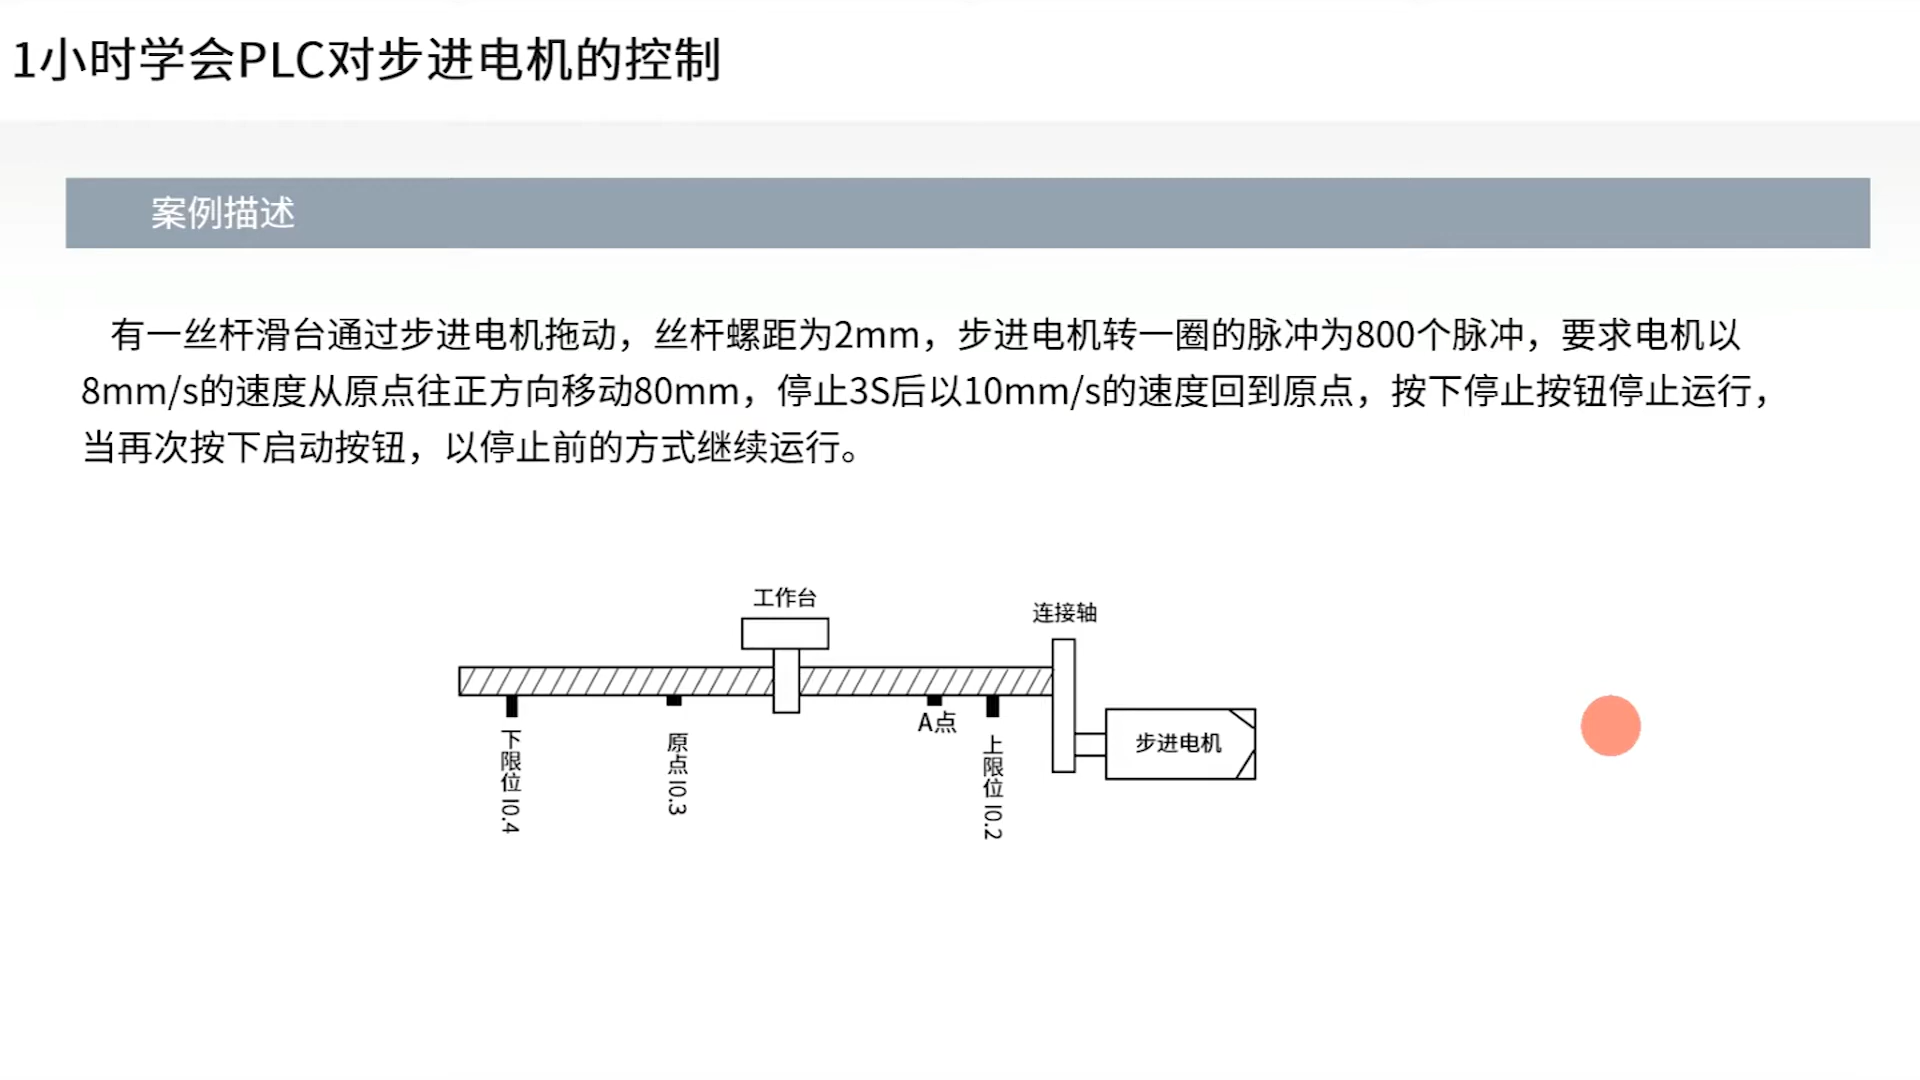 1小时学会PLC对步进电机的控制
案例描述
有一丝杆滑台通过步进电机拖动，丝杆螺距为2mm，步进电机转一圈的脉冲为800个脉冲，要求电机以
8mm/s的速度从原点往正方向移动80mm，停止3S后以10mm/s的速度回到原点，按下停止按钮停止运行，
当再次按下启动按钮，以停止前的方式继续运行。
工作台
连接轴
A点
步进电机
下限位 I0.4
原点 I0.3
上限位 I0.2